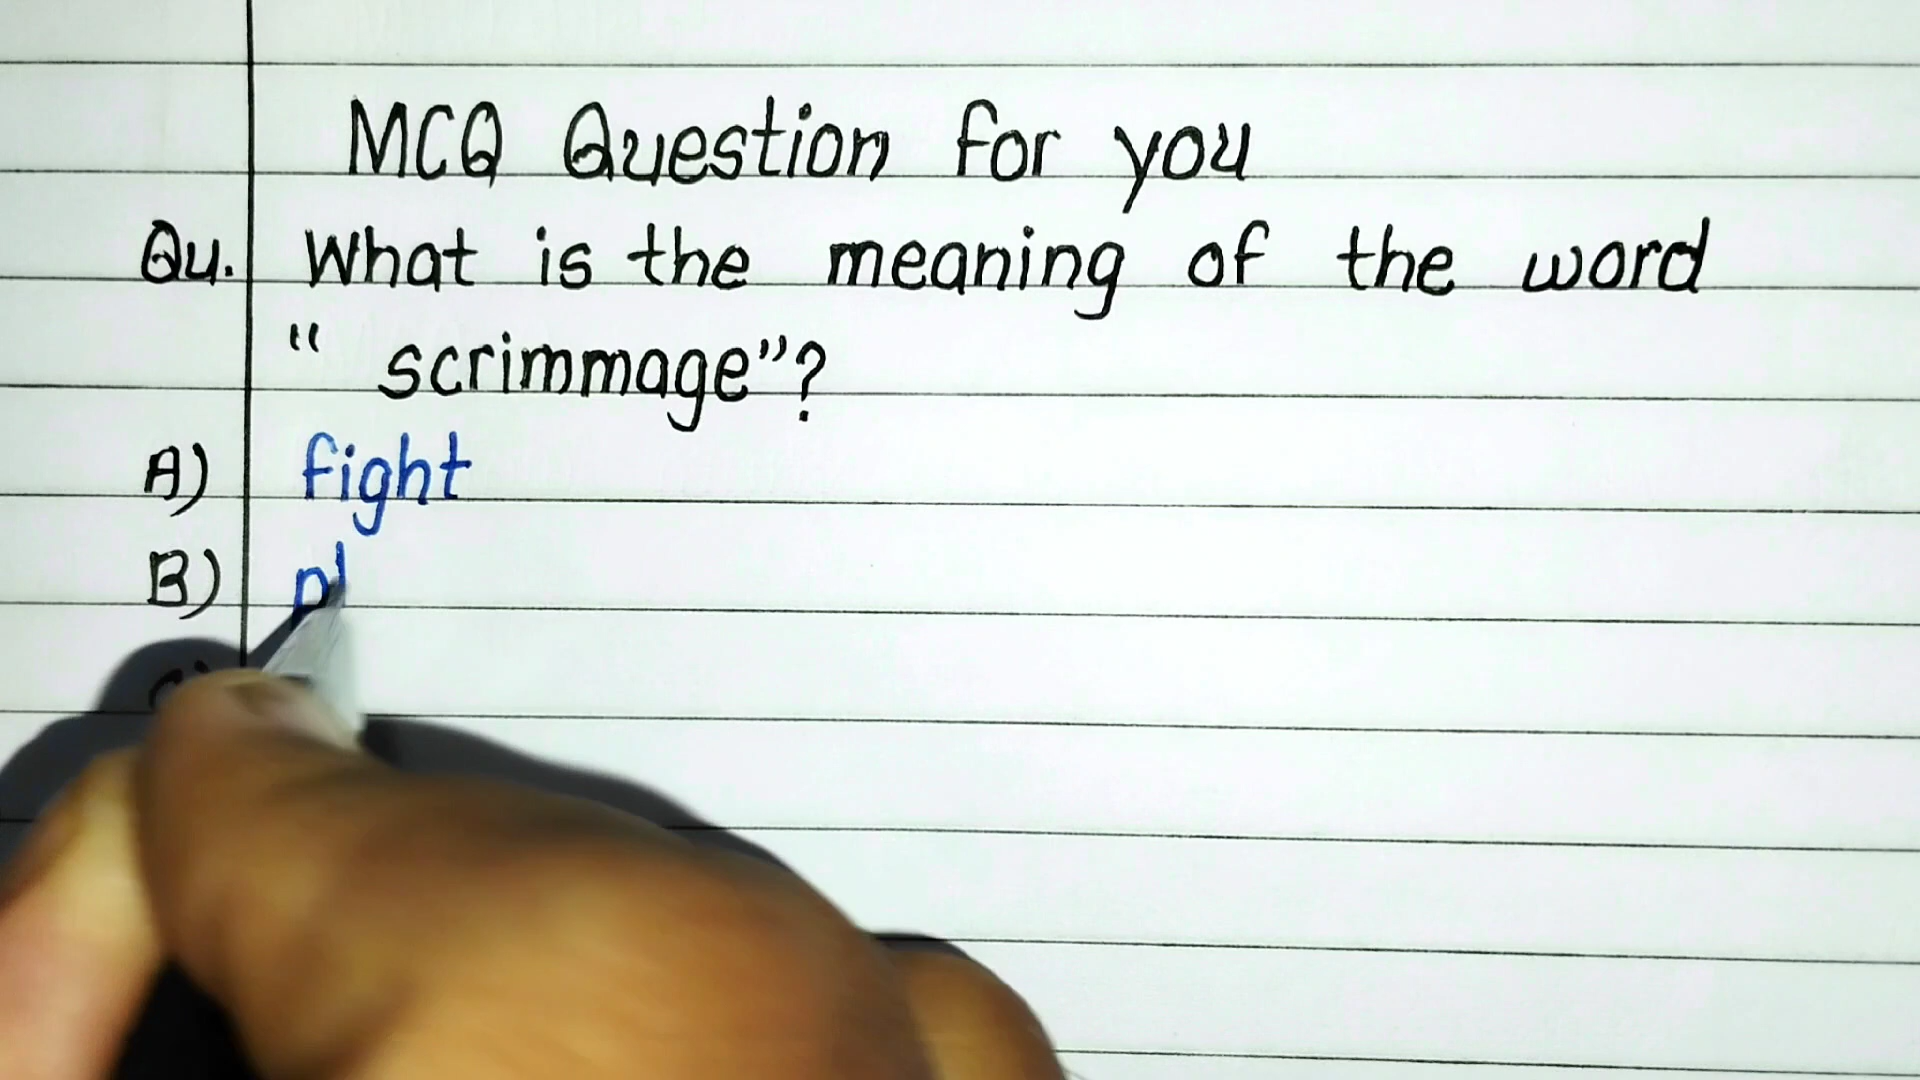 MCQ Question for you
Qu. What is the meaning of the word
“ scrimmage”?
A) fight
B)